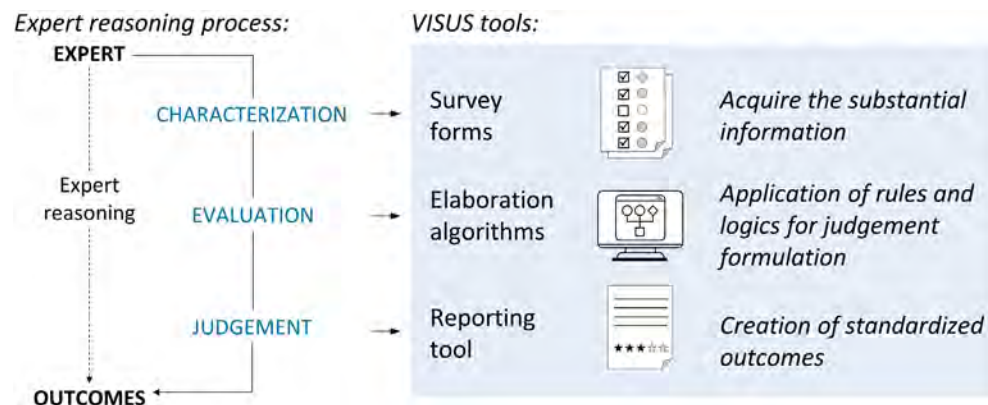 Expert reasoning process:
EXPERT
CHARACTERIZATION
Expert
reasoning
EVALUATION
JUDGEMENT
OUTCOMES
VISUS tools:
Survey
forms
Acquire the substantial
information
Elaboration
algorithms
Application of rules and
logics for judgement
formulation
Reporting
tool
Creation of standardized
outcomes